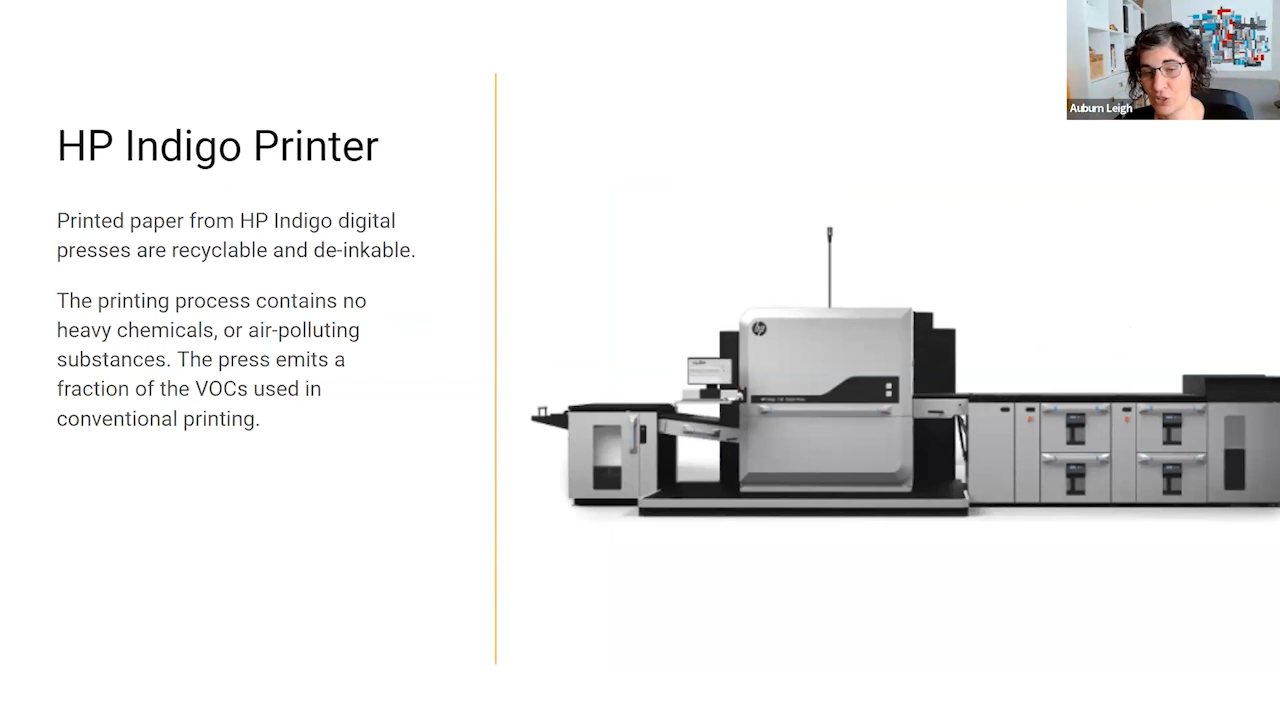 Auburn Leigh
HP Indigo Printer
Printed paper from HP Indigo digital
presses are recyclable and de-inkable.
The printing process contains no
heavy chemicals, or air-polluting
substances. The press emits a
fraction of the VOCs used in
conventional printing.
hp